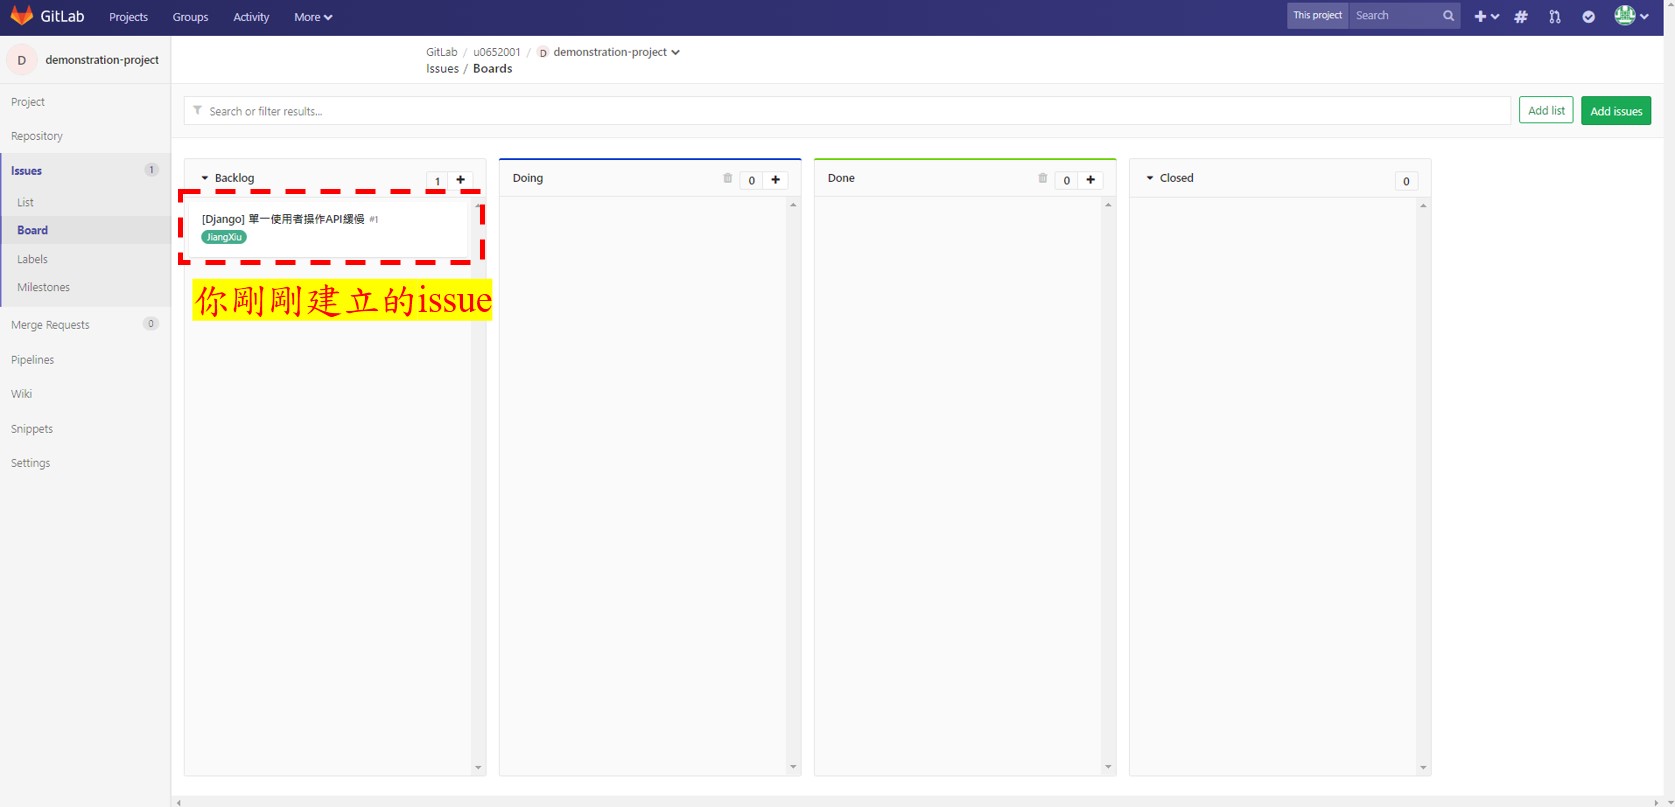 GitLab Projects Groups Activity More This project Search
D demonstration-project
GitLab / u0652001 / D demonstration-project
Issues / Boards
Project
Repository
Issues 1
List
Board
Labels
Milestones
Merge Requests 0
Pipelines
Wiki
Snippets
Settings
Search or filter results...
Add list
Add issues
Backlog 1 +
[Django] 單一使用者操作API緩慢 #1
JiangXiu
你剛剛建立的issue
Doing 0 +
Done 0 +
Closed 0